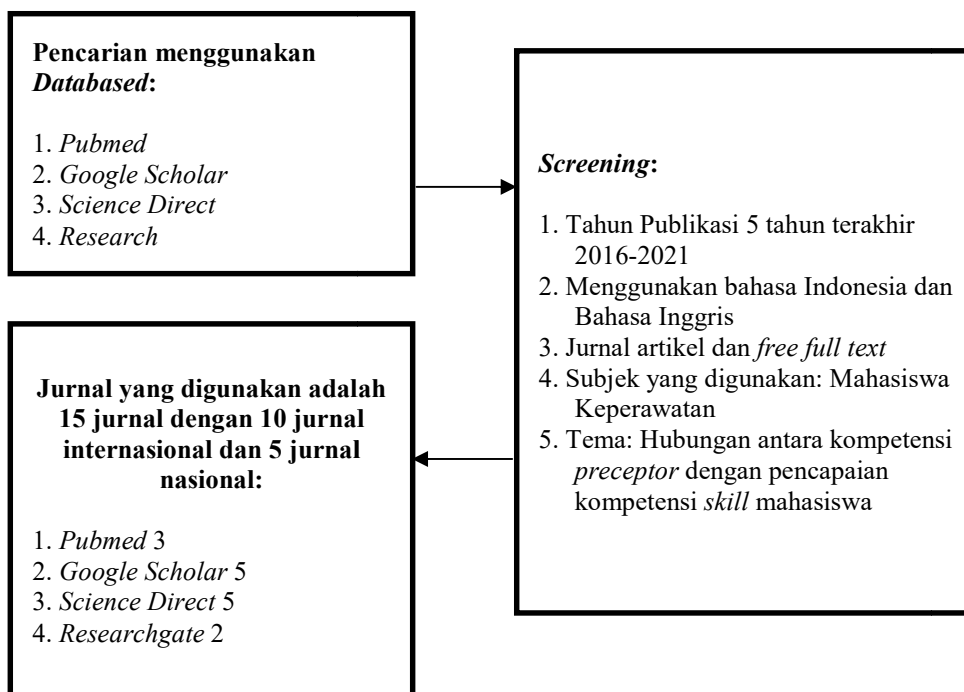 Pencarian menggunakan
Databased:
1. Pubmed
2. Google Scholar
3. Science Direct
4. Research
Screening:
1. Tahun Publikasi 5 tahun terakhir
2016-2021
2. Menggunakan bahasa Indonesia dan
Bahasa Inggris
3. Jurnal artikel dan free full text
4. Subjek yang digunakan: Mahasiswa
Keperawatan
5. Tema: Hubungan antara kompetensi
preceptor dengan pencapaian
kompetensi skill mahasiswa
Jurnal yang digunakan adalah
15 jurnal dengan 10 jurnal
internasional dan 5 jurnal
nasional:
1. Pubmed 3
2. Google Scholar 5
3. Science Direct 5
4. Researchgate 2